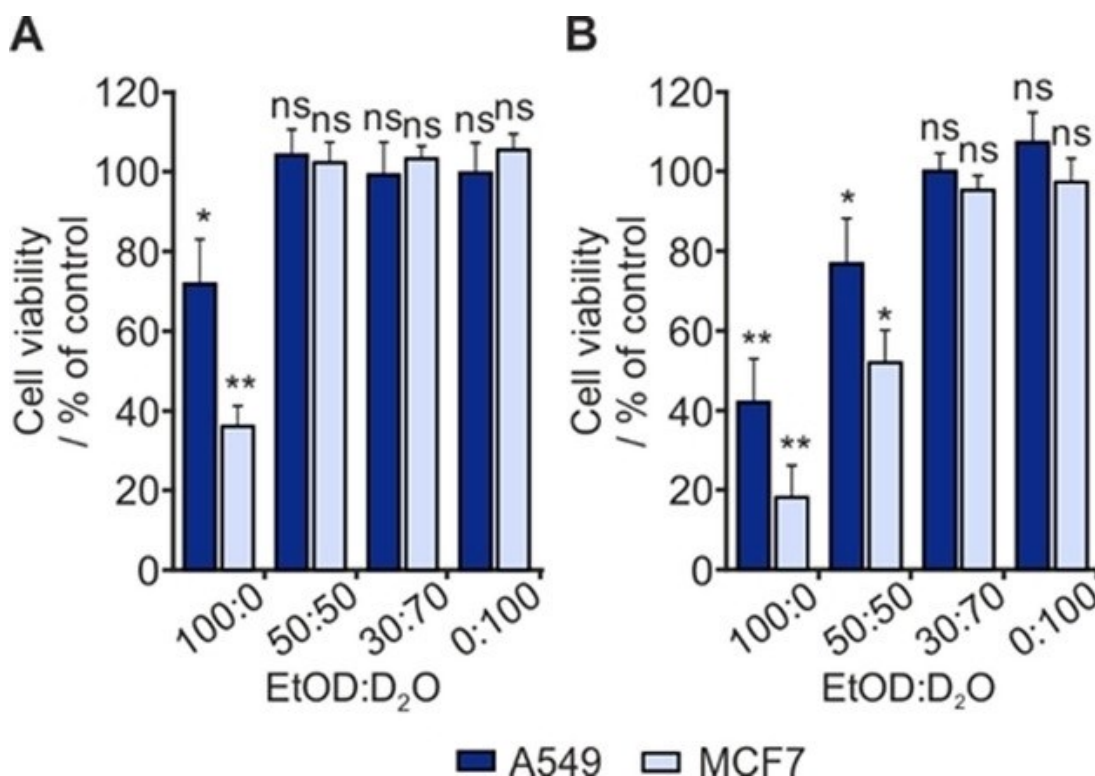 A
Cell viability
/ % of control
120
100
80
60
40
20
0
*
**
ns
ns
ns
ns
ns
ns
100:0
50:50
30:70
0:100
EtOD:D₂O
B
Cell viability
/ % of control
120
100
80
60
40
20
0
**
**
*
*
ns
ns
ns
ns
100:0
50:50
30:70
0:100
EtOD:D₂O
A549
MCF7